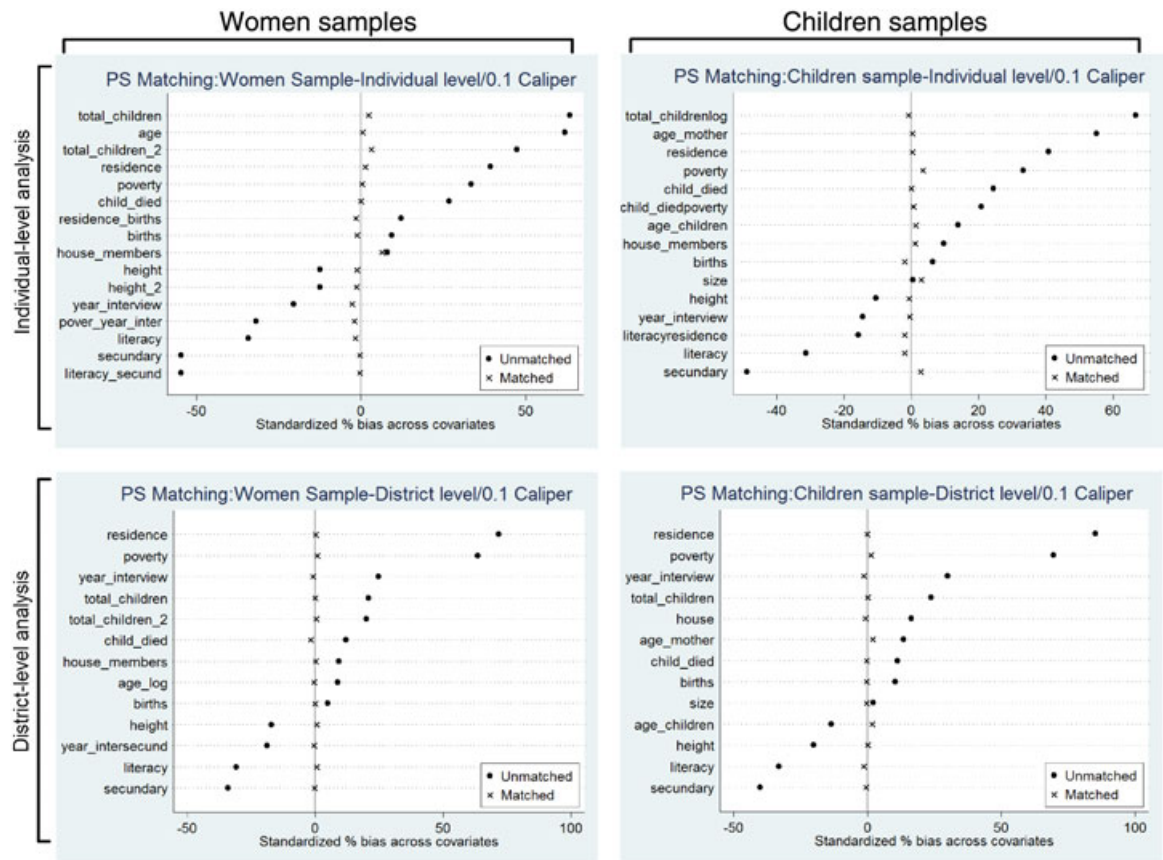 Women samples
Children samples
Individual-level analysis
PS Matching:Women Sample-Individual level/0.1 Caliper
total_children
age
total_children_2
residence
poverty
child_died
residence_births
births
house_members
height
height_2
year_interview
pover_year_inter
literacy
secundary
literacy_secund
Unmatched
Matched
-50 0 50
Standardized % bias across covariates
PS Matching:Children sample-Individual level/0.1 Caliper
total_childrenlog
age_mother
residence
poverty
child_died
child_diedpoverty
age_children
house_members
births
size
height
year_interview
literacyresidence
literacy
secundary
Unmatched
Matched
-40 -20 0 20 40 60
Standardized % bias across covariates
District-level analysis
PS Matching:Women Sample-District level/0.1 Caliper
residence
poverty
year_interview
total_children
total_children_2
child_died
house_members
age_log
births
height
year_intersecund
literacy
secundary
Unmatched
Matched
-50 0 50 100
Standardized % bias across covariates
PS Matching:Children sample-District level/0.1 Caliper
residence
poverty
year_interview
total_children
house
age_mother
child_died
births
size
age_children
height
literacy
secundary
Unmatched
Matched
-50 0 50 100
Standardized % bias across covariates